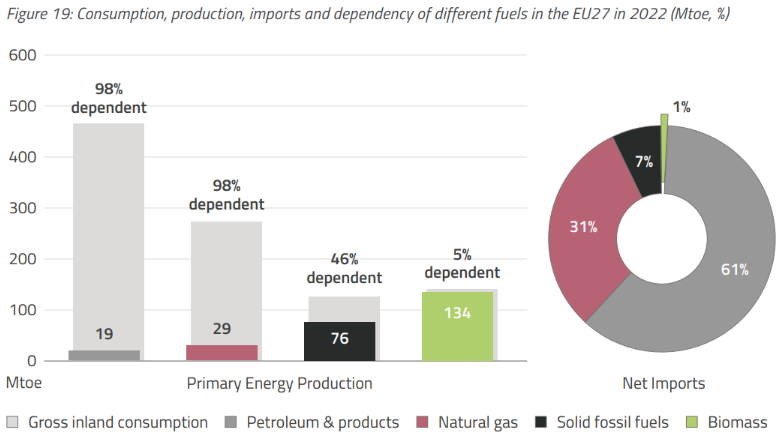 Figure 19: Consumption, production, imports and dependency of different fuels in the EU27 in 2022 (Mtoe, %)
600
500
400
300
200
100
0
Mtoe
98%
dependent
19
98%
dependent
29
46%
dependent
76
5%
dependent
134
Primary Energy Production
1%
7%
31%
61%
Net Imports
Gross inland consumption
Petroleum & products
Natural gas
Solid fossil fuels
Biomass